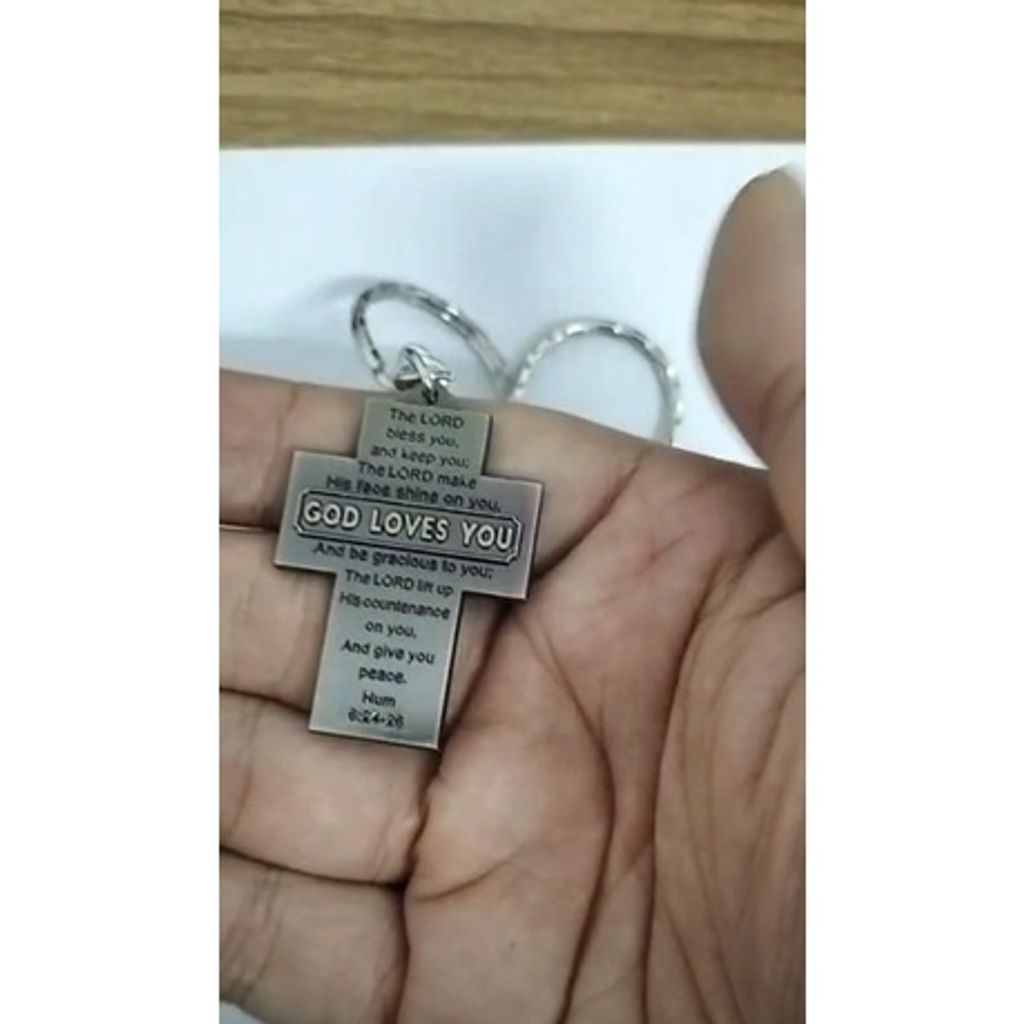 The LORD
bless you,
and keep you;
The LORD make
His face shine on you,
GOD LOVES YOU
And be gracious to you;
The LORD lift up
His countenance
on you,
And give you
peace.
Num
6:24-26